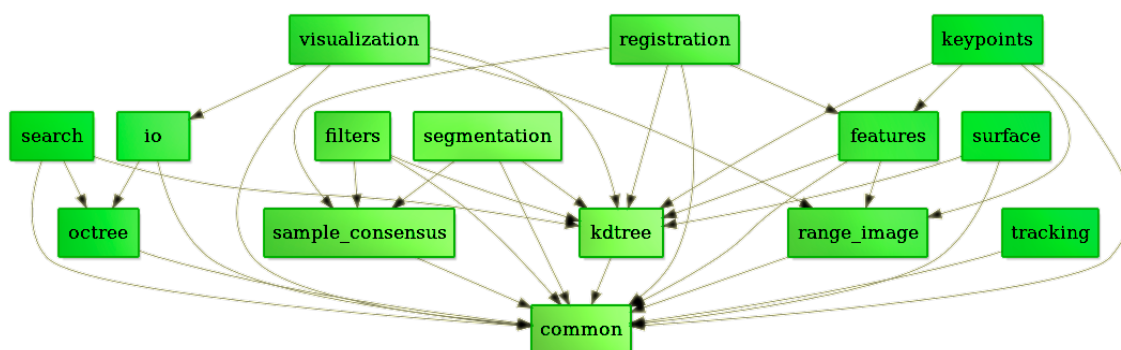 visualization
registration
keypoints
search
io
filters
segmentation
features
surface
octree
sample_consensus
kdtree
range_image
tracking
common